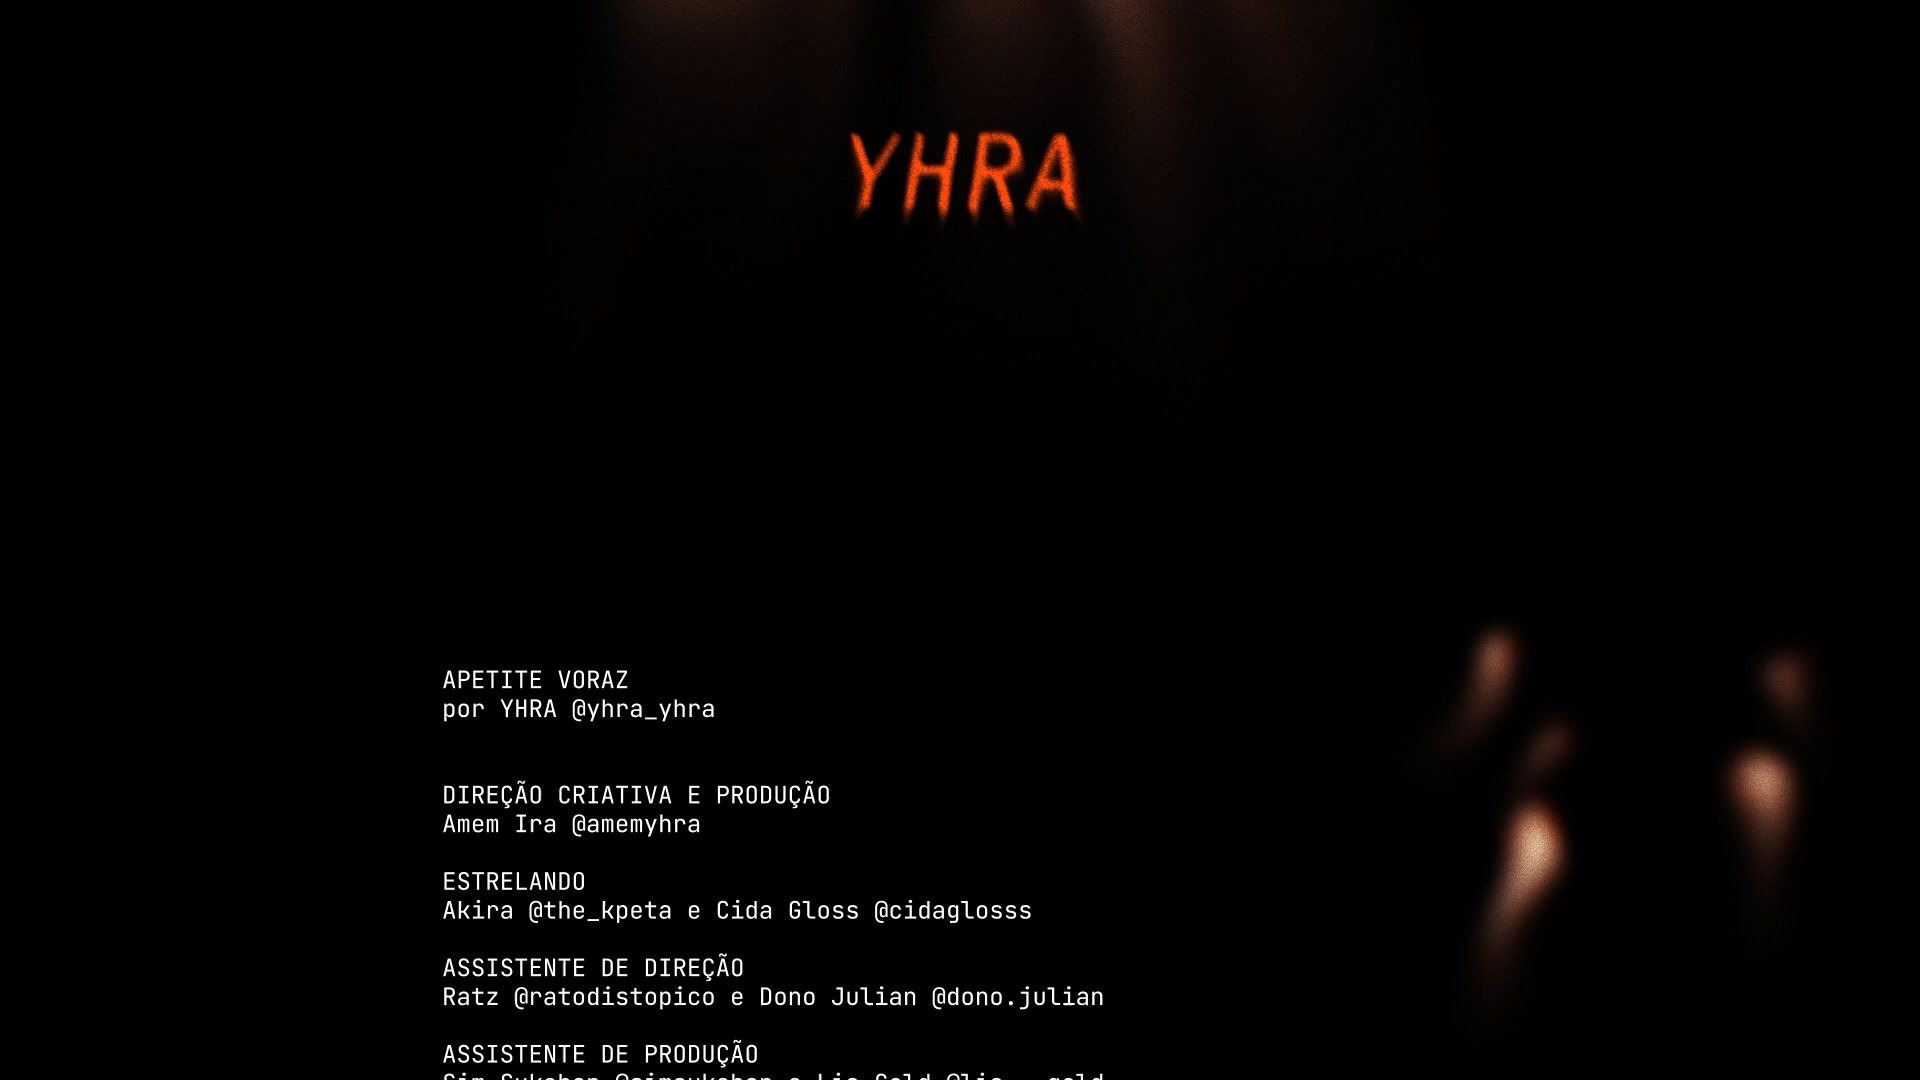 YHRA
APETITE VORAZ
por YHRA @yhra_yhra
DIREÇÃO CRIATIVA E PRODUÇÃO
Amem Ira @amemyhra
ESTRELANDO
Akira @the_kpeta e Cida Gloss @cidaglosss
ASSISTENTE DE DIREÇÃO
Ratz @ratodistopico e Dono Julian @dono.julian
ASSISTENTE DE PRODUÇÃO